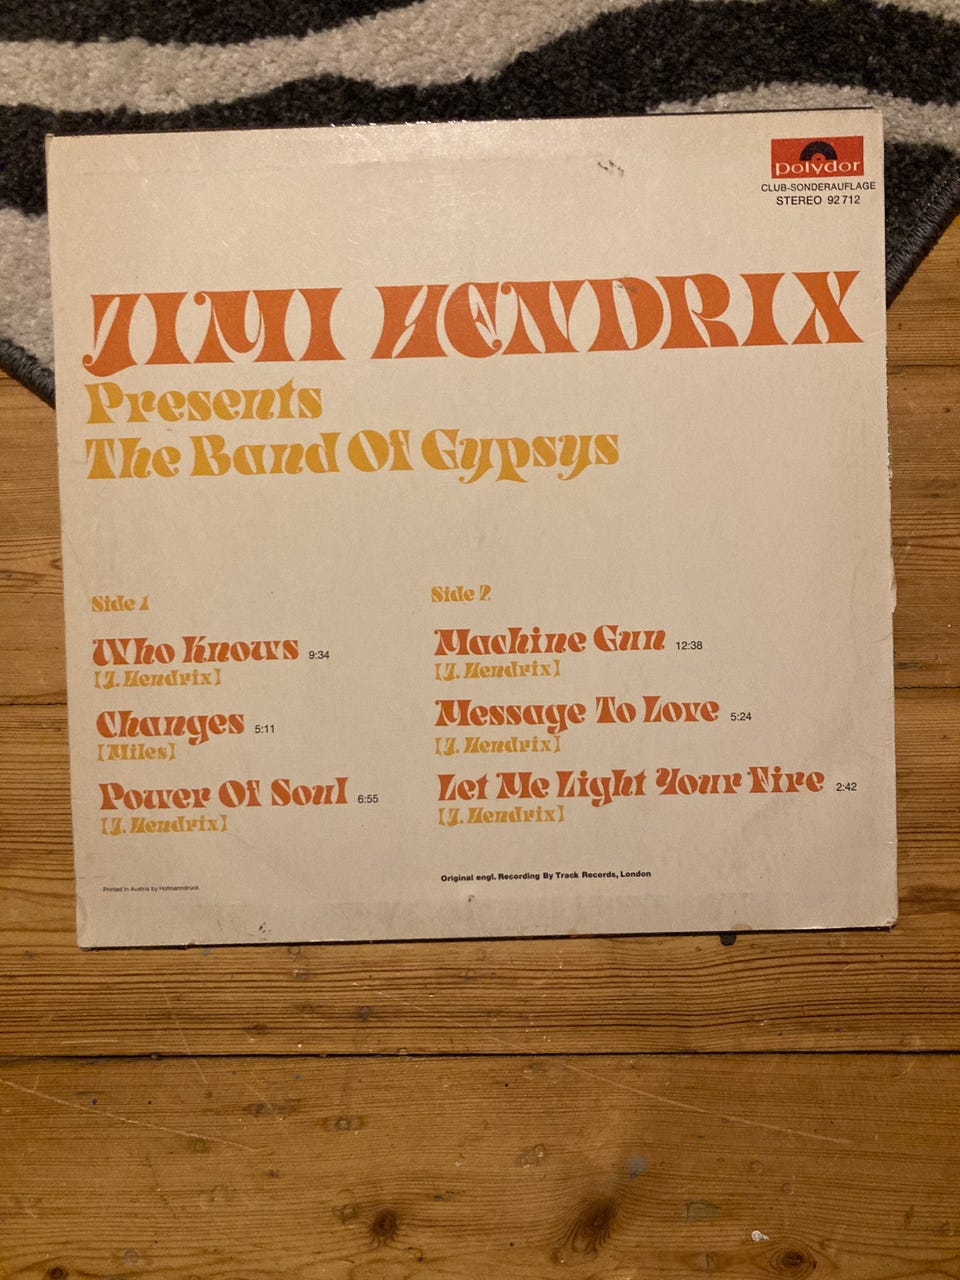 polydor
CLUB-SONDERAUFLAGE
STEREO 92 712
JIMI HENDRIX
Presents
The Band Of Gypsys
Side 1
Who Knows 9:34
[J. Hendrix]
Changes 5:11
[Miles]
Power Of Soul 6:55
[J. Hendrix]
Side 2
Machine Gun 12:38
[J. Hendrix]
Message To Love 5:24
[J. Hendrix]
Let Me Light Your Fire 2:42
[J. Hendrix]
Printed in Austria by Hofmanndruck.
Original engl. Recording By Track Records, London